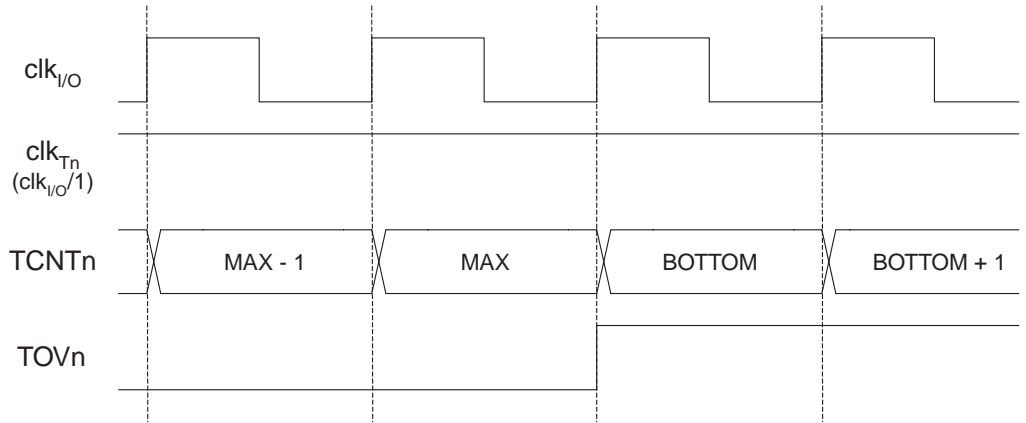 clkI/O
clkTn
(clkI/O/1)
TCNTn
MAX - 1
MAX
BOTTOM
BOTTOM + 1
TOVn